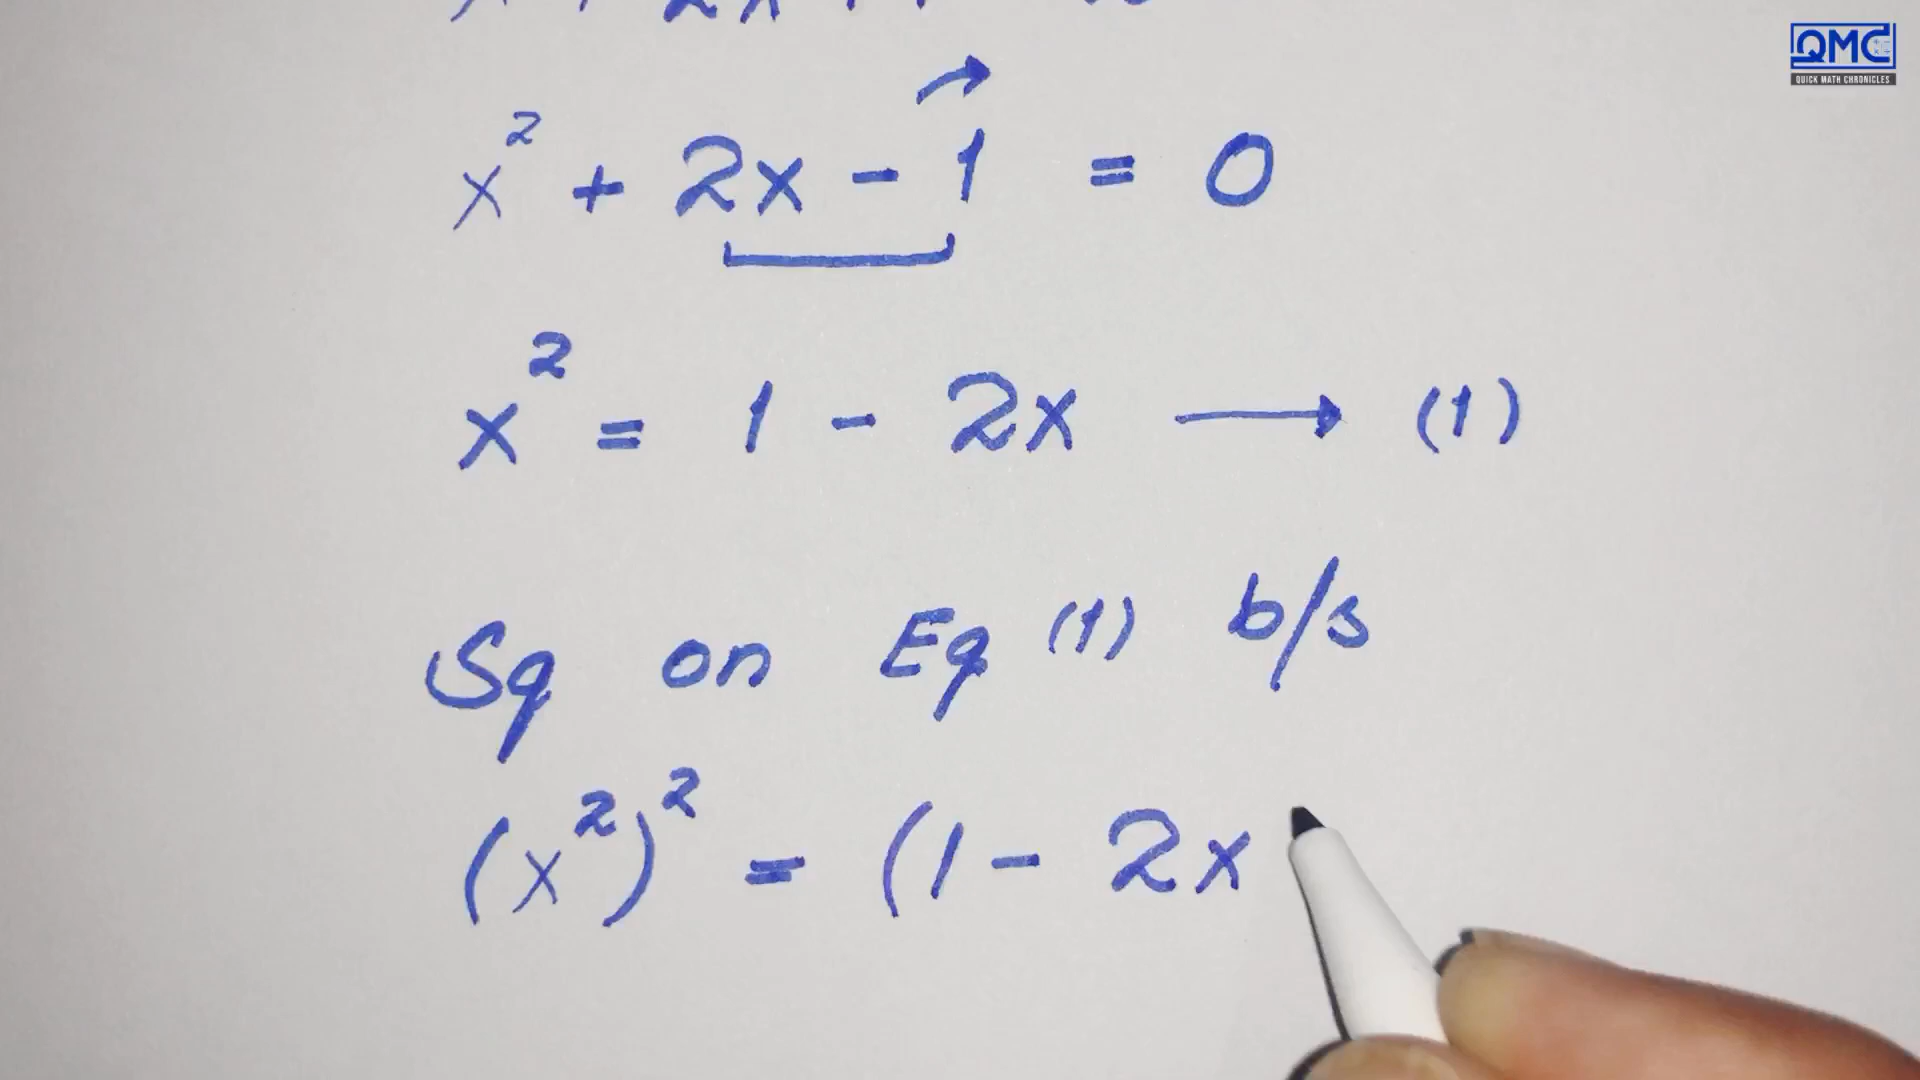 QMC
QUICK MATH CHRONICLES
x² + 2x - 1 = 0
x² = 1 - 2x → (1)
Sq on Eq (1) b/s
(x²)² = (1 - 2x